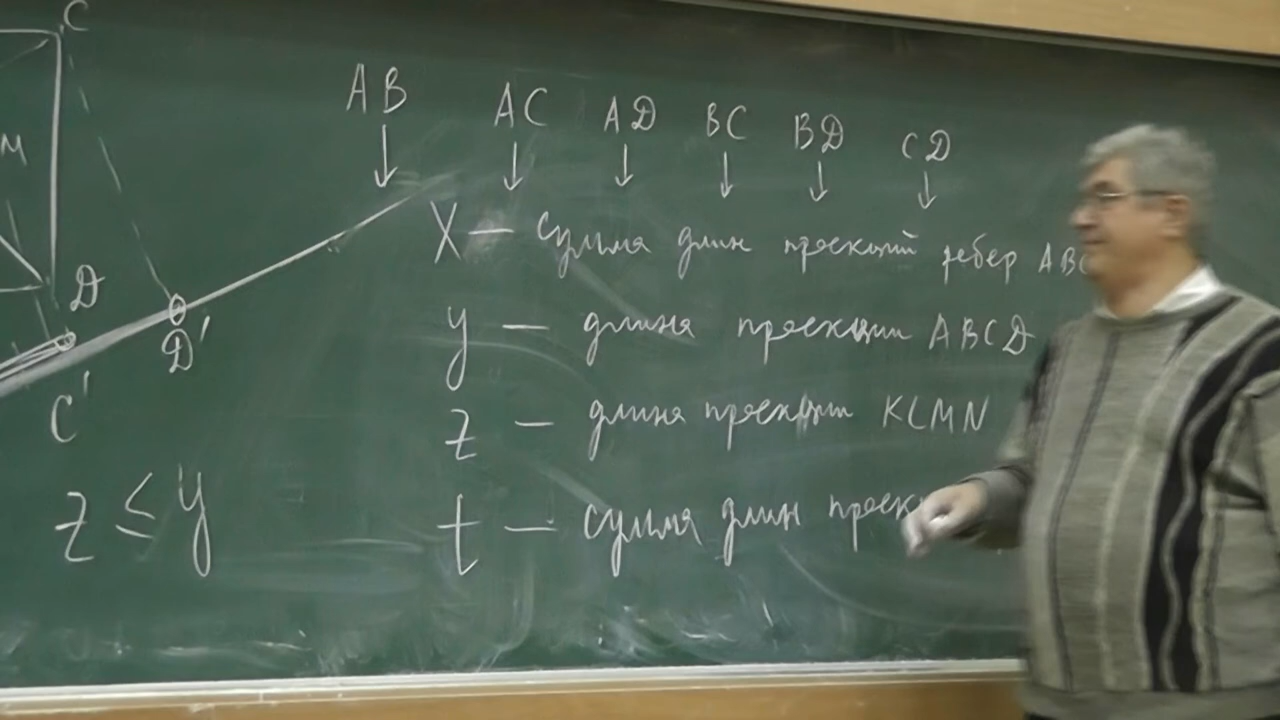 C
м
D
D'
C'
z ≤ y
AB AC AD BC BD CD
↓ ↓ ↓ ↓ ↓ ↓
X — сумма длин проекций ребер ABC
y — длина проекции ABCD
z — длина проекции KLMN
t — сумма длин проек